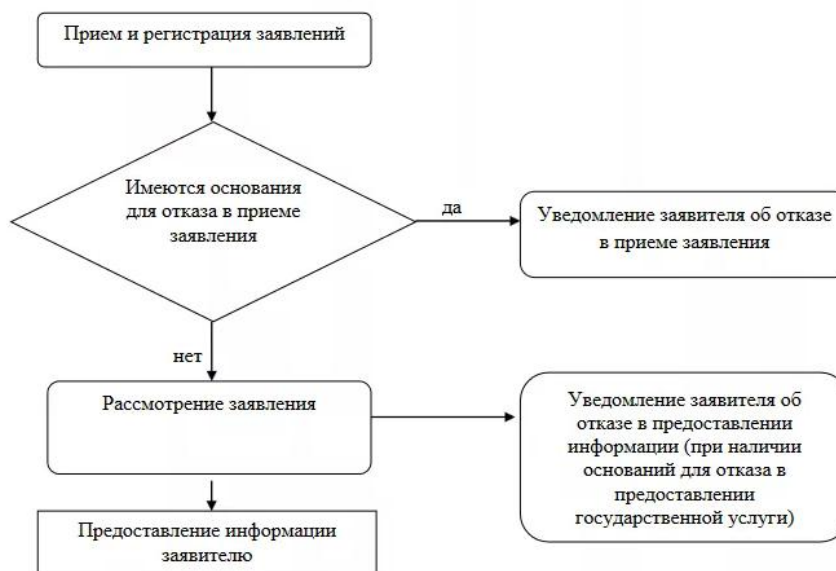 Прием и регистрация заявлений
Имеются основания
для отказа в приеме
заявления
да
Уведомление заявителя об отказе
в приеме заявления
нет
Рассмотрение заявления
Уведомление заявителя об
отказе в предоставлении
информации (при наличии
оснований для отказа в
предоставлении
государственной услуги)
Предоставление информации
заявителю